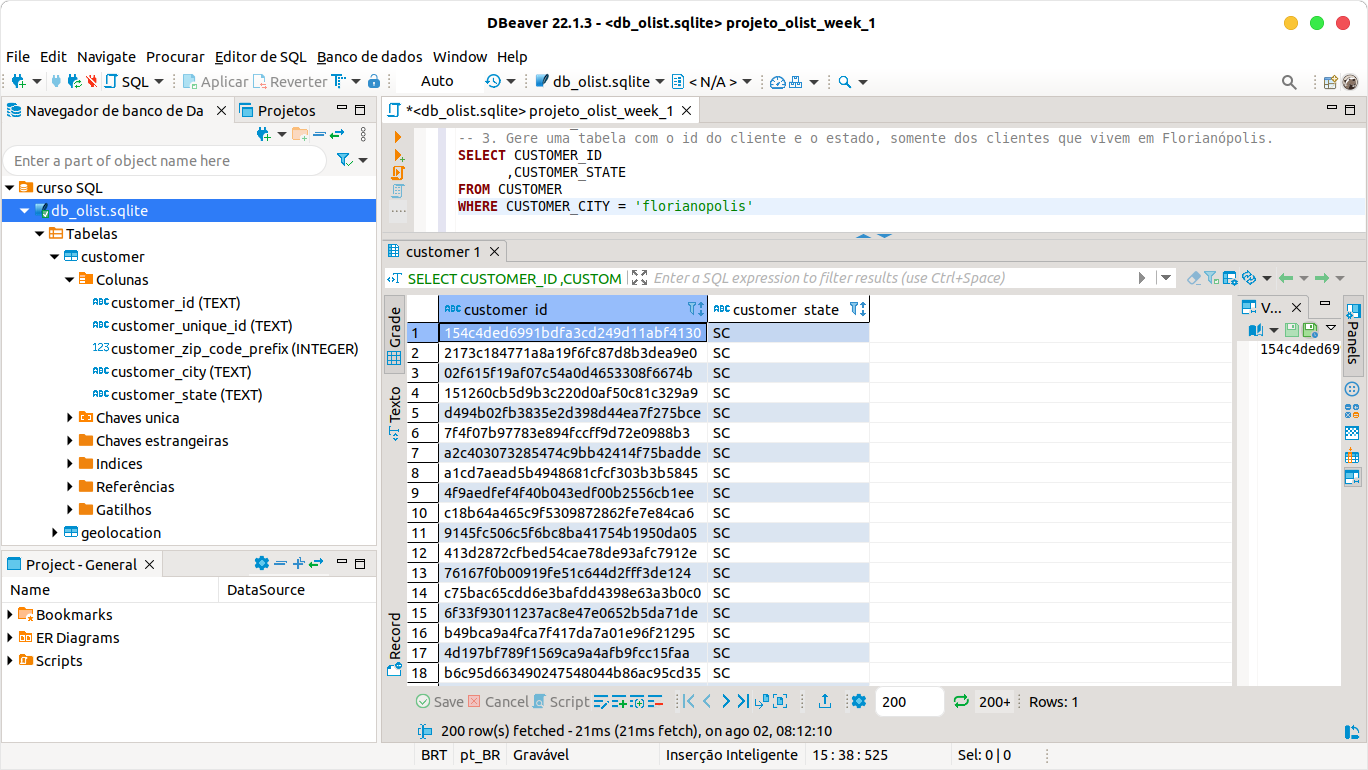 DBeaver 22.1.3 - <db_olist.sqlite> projeto_olist_week_1
File Edit Navigate Procurar Editor de SQL Banco de dados Window Help
SQL Aplicar Reverter Auto db_olist.sqlite < N/A >
Navegador de banco de Da
Projetos
Enter a part of object name here
curso SQL
db_olist.sqlite
Tabelas
customer
Colunas
ABC customer_id (TEXT)
ABC customer_unique_id (TEXT)
123 customer_zip_code_prefix (INTEGER)
ABC customer_city (TEXT)
ABC customer_state (TEXT)
Chaves unica
Chaves estrangeiras
Indices
Referências
Gatilhos
geolocation
Project - General
Name DataSource
Bookmarks
ER Diagrams
Scripts
*<db_olist.sqlite> projeto_olist_week_1
-- 3. Gere uma tabela com o id do cliente e o estado, somente dos clientes que vivem em Florianópolis.
SELECT CUSTOMER_ID
,CUSTOMER_STATE
FROM CUSTOMER
WHERE CUSTOMER_CITY = 'florianopolis'
customer 1
SELECT CUSTOMER_ID ,CUSTOM Enter a SQL expression to filter results (use Ctrl+Space)
Grade
Texto
Record
ABC customer_id ABC customer_state
1 154c4ded6991bdfa3cd249d11abf4130 SC
2 2173c184771a8a19f6fc87d8b3dea9e0 SC
3 02f615f19af07c54a0d4653308f6674b SC
4 151260cb5d9b3c220d0af50c81c329a9 SC
5 d494b02fb3835e2d398d44ea7f275bce SC
6 7f4f07b97783e894fccff9d72e0988b3 SC
7 a2c403073285474c9bb42414f75badde SC
8 a1cd7aead5b4948681cfcf303b3b5845 SC
9 4f9aedfef4f40b043edf00b2556cb1ee SC
10 c18b64a465c9f5309872862fe7e84ca6 SC
11 9145fc506c5f6bc8ba41754b1950da05 SC
12 413d2872cfbed54cae78de93afc7912e SC
13 76167f0b00919fe51c644d2fff3de124 SC
14 c75bac65cdd6e3bafdd4398e63a3b0c0 SC
15 6f33f93011237ac8e47e0652b5da71de SC
16 b49bca9a4fca7f417da7a01e96f21295 SC
17 4d197bf789f1569ca9a4afb9fcc15faa SC
18 b6c95d663490247548044b86ac95cd35 SC
V...
154c4ded69
Panels
Save Cancel Script 200 200+ Rows: 1
200 row(s) fetched - 21ms (21ms fetch), on ago 02, 08:12:10
BRT pt_BR Gravável Inserção Inteligente 15 : 38 : 525 Sel: 0 | 0